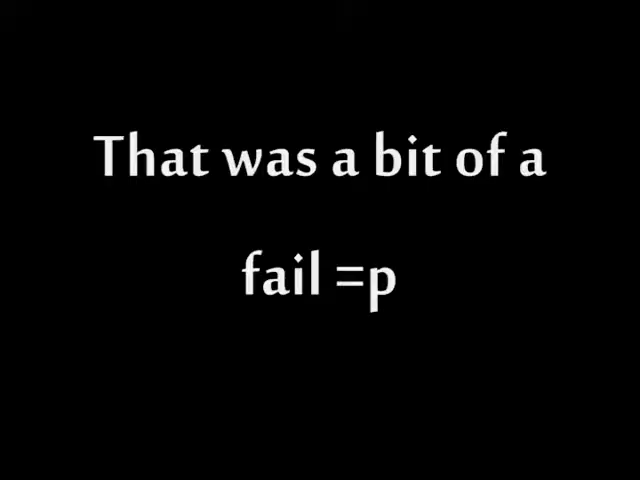 That was a bit of a
fail =p